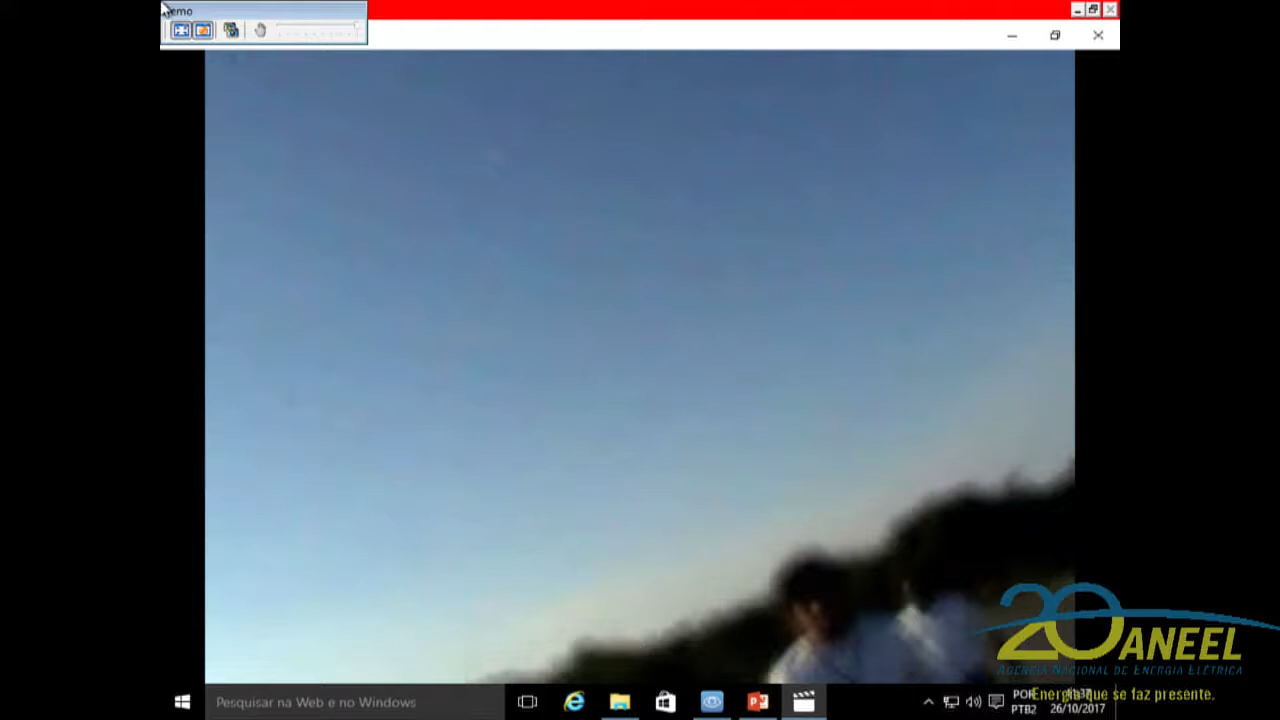 emo
20 ANEEL
AGÊNCIA NACIONAL DE ENERGIA ELÉTRICA
Energia que se faz presente.
Pesquisar na Web e no Windows
POR
PTB2
26/10/2017